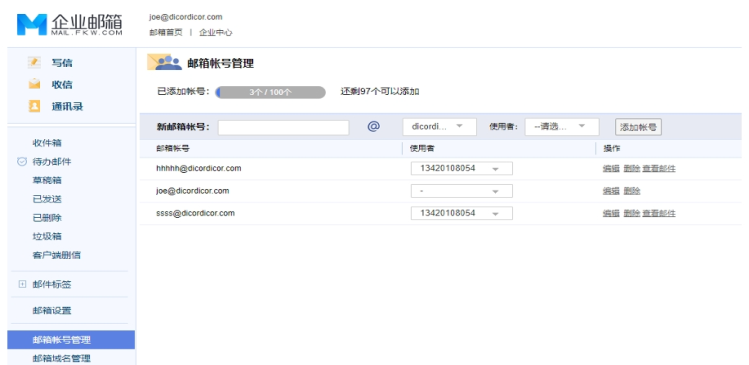 企业邮箱
MAIL.FKW.COM
joe@dicordicor.com
邮箱首页 | 企业中心
写信
收信
通讯录
收件箱
待办邮件
草稿箱
已发送
已删除
垃圾箱
客户端删信
邮件标签
邮箱设置
邮箱帐号管理
邮箱域名管理
邮箱帐号管理
已添加帐号： 3个 / 100个 还剩97个可以添加
新邮箱帐号： @ dicordi... 使用者： --请选... 添加帐号
邮箱帐号 使用者 操作
hhhhh@dicordicor.com 13420108054 编辑 删除 查看邮件
joe@dicordicor.com - 编辑 删除
ssss@dicordicor.com 13420108054 编辑 删除 查看邮件